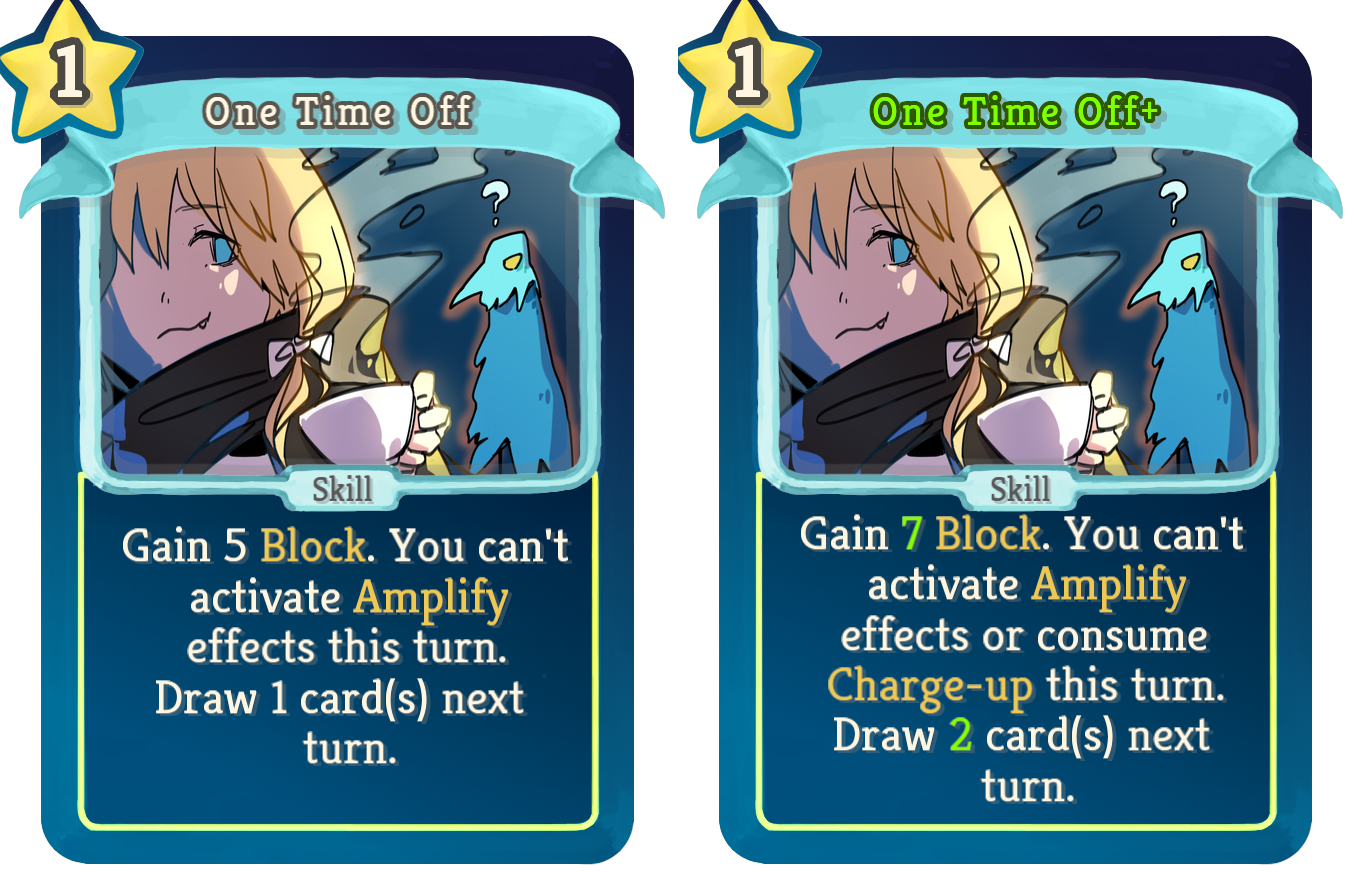 1
One Time Off
?
Skill
Gain 5 Block. You can't
activate Amplify
effects this turn.
Draw 1 card(s) next
turn.
1
One Time Off+
?
Skill
Gain 7 Block. You can't
activate Amplify
effects or consume
Charge-up this turn.
Draw 2 card(s) next
turn.